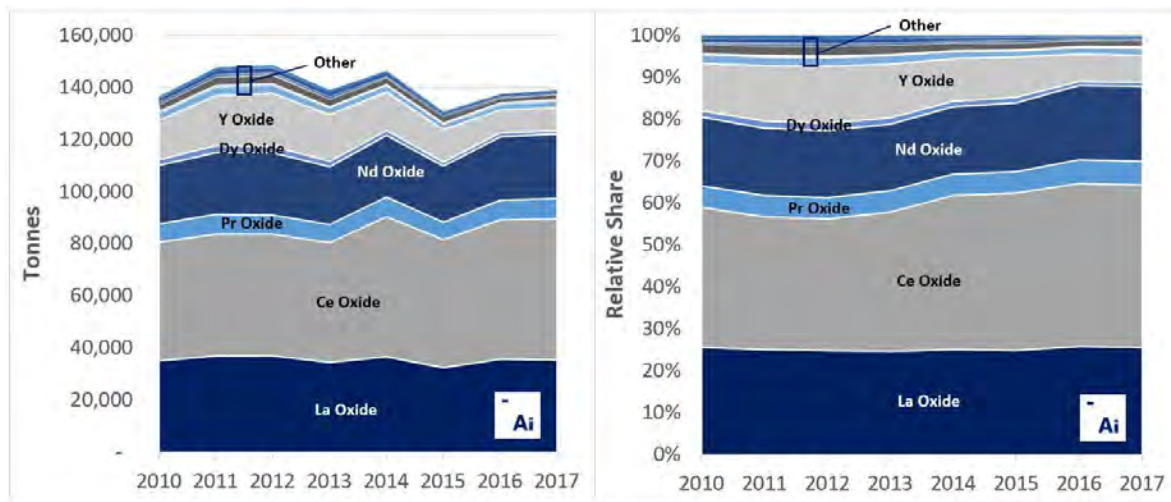 160,000
140,000
120,000
100,000
80,000
60,000
40,000
20,000
-
Tonnes
Other
Y Oxide
Dy Oxide
Nd Oxide
Pr Oxide
Ce Oxide
La Oxide
- Ai
2010 2011 2012 2013 2014 2015 2016 2017
100%
90%
80%
70%
60%
50%
40%
30%
20%
10%
0%
Relative Share
Other
Y Oxide
Dy Oxide
Nd Oxide
Pr Oxide
Ce Oxide
La Oxide
- Ai
2010 2011 2012 2013 2014 2015 2016 2017